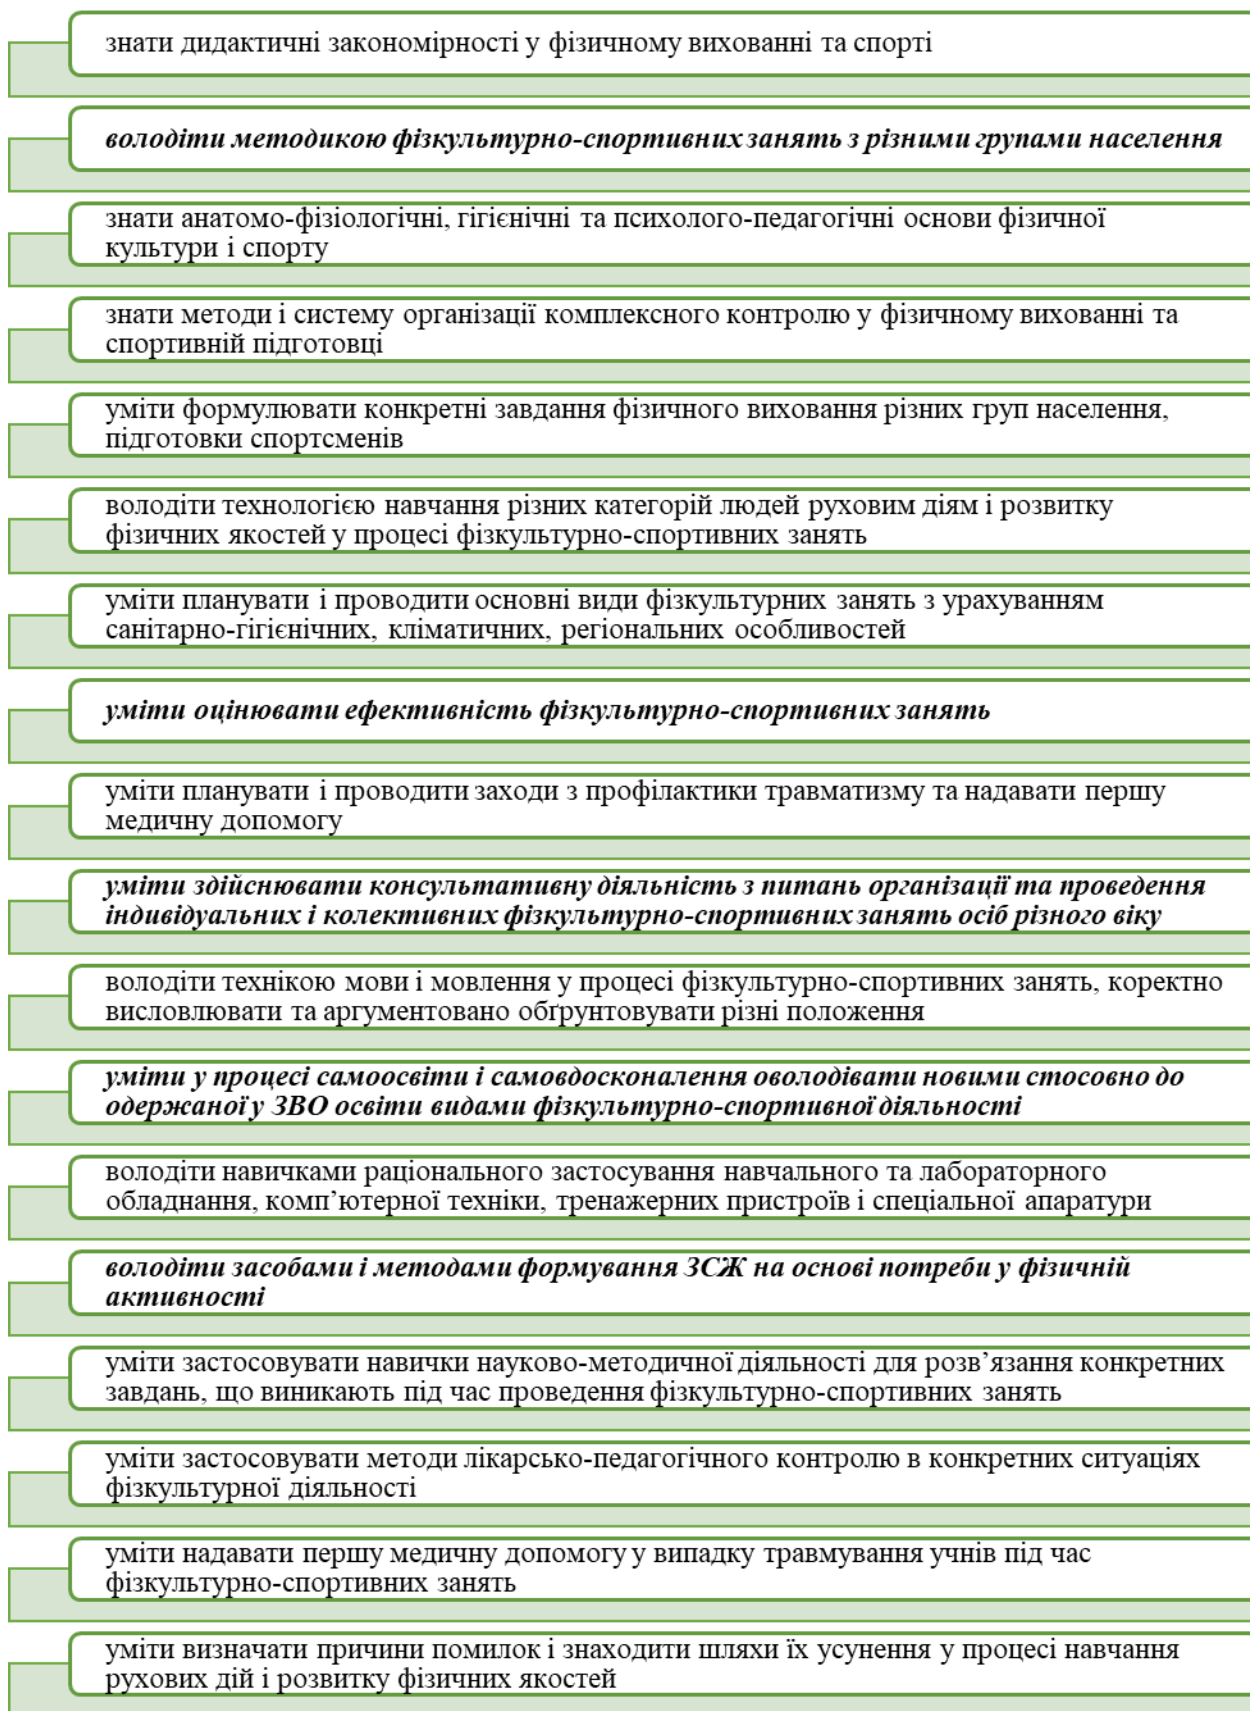 знати дидактичні закономірності у фізичному вихованні та спорті
володіти методикою фізкультурно-спортивних занять з різними групами населення
знати анатомо-фізіологічні, гігієнічні та психолого-педагогічні основи фізичної
культури і спорту
знати методи і систему організації комплексного контролю у фізичному вихованні та
спортивній підготовці
уміти формулювати конкретні завдання фізичного виховання різних груп населення,
підготовки спортсменів
володіти технологією навчання різних категорій людей руховим діям і розвитку
фізичних якостей у процесі фізкультурно-спортивних занять
уміти планувати і проводити основні види фізкультурних занять з урахуванням
санітарно-гігієнічних, кліматичних, регіональних особливостей
уміти оцінювати ефективність фізкультурно-спортивних занять
уміти планувати і проводити заходи з профілактики травматизму та надавати першу
медичну допомогу
уміти здійснювати консультативну діяльність з питань організації та проведення
індивідуальних і колективних фізкультурно-спортивних занять осіб різного віку
володіти технікою мови і мовлення у процесі фізкультурно-спортивних занять, коректно
висловлювати та аргументовано обґрунтовувати різні положення
уміти у процесі самоосвіти і самовдосконалення оволодівати новими стосовно до
одержаної у ЗВО освіти видами фізкультурно-спортивної діяльності
володіти навичками раціонального застосування навчального та лабораторного
обладнання, комп’ютерної техніки, тренажерних пристроїв і спеціальної апаратури
володіти засобами і методами формування ЗСЖ на основі потреби у фізичній
активності
уміти застосовувати навички науково-методичної діяльності для розв’язання конкретних
завдань, що виникають під час проведення фізкультурно-спортивних занять
уміти застосовувати методи лікарсько-педагогічного контролю в конкретних ситуаціях
фізкультурної діяльності
уміти надавати першу медичну допомогу у випадку травмування учнів під час
фізкультурно-спортивних занять
уміти визначати причини помилок і знаходити шляхи їх усунення у процесі навчання
рухових дій і розвитку фізичних якостей